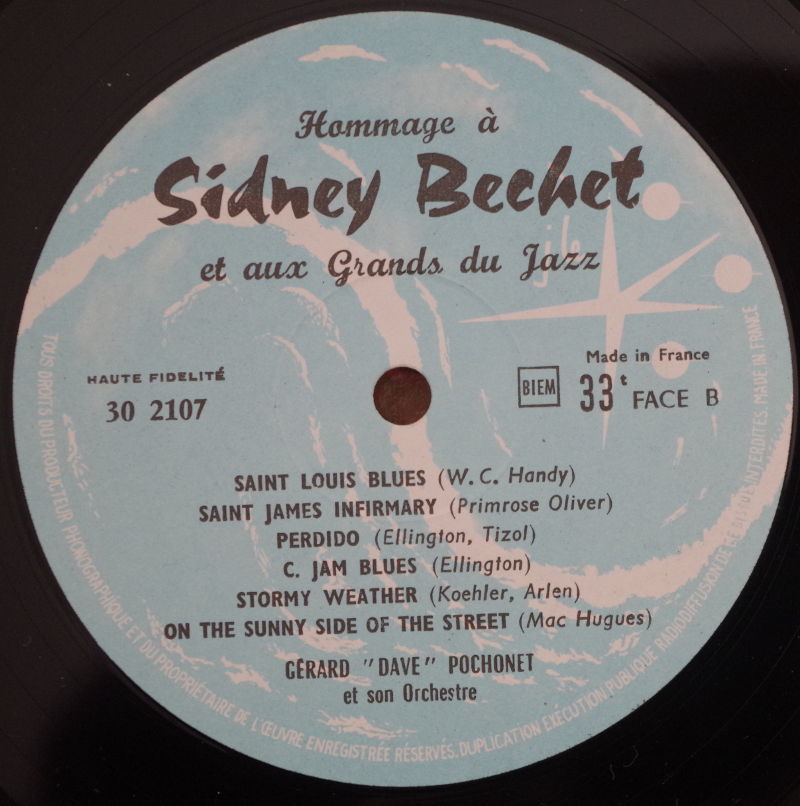 Hommage à
Sidney Bechet
et aux Grands du Jazz
jlb
HAUTE FIDELITÉ
30 2107
BIEM
Made in France
33t FACE B
SAINT LOUIS BLUES (W. C. Handy)
SAINT JAMES INFIRMARY (Primrose Oliver)
PERDIDO (Ellington, Tizol)
C. JAM BLUES (Ellington)
STORMY WEATHER (Koehler, Arlen)
ON THE SUNNY SIDE OF THE STREET (Mac Hugues)
GÉRARD "DAVE" POCHONET
et son Orchestre
TOUS DROITS DU PRODUCTEUR PHONOGRAPHIQUE ET DU PROPRIÉTAIRE DE L'ŒUVRE ENREGISTRÉE RÉSERVÉS. DUPLICATION EXÉCUTION PUBLIQUE RADIODIFFUSION DE CE DISQUE INTERDITES. MADE IN FRANCE